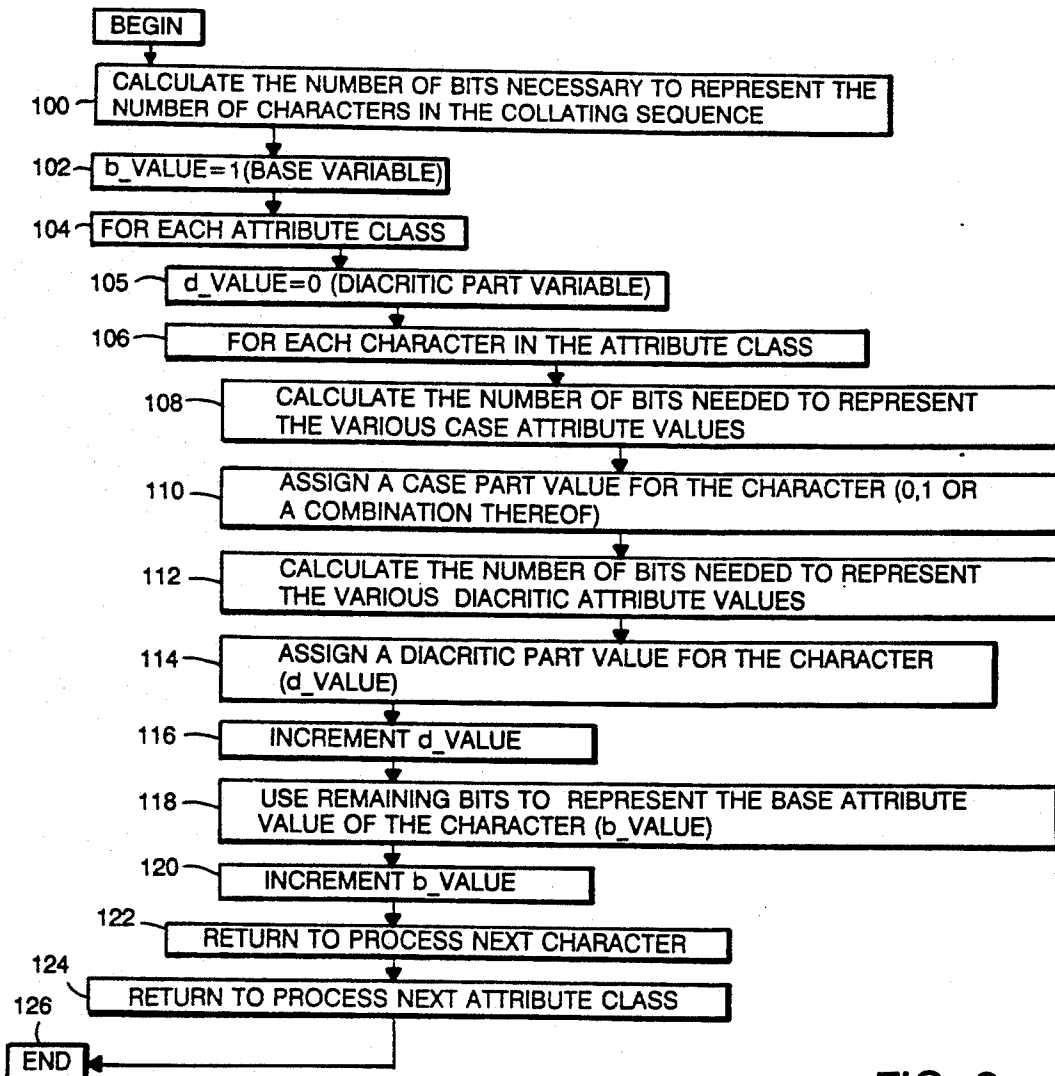 BEGIN
100
CALCULATE THE NUMBER OF BITS NECESSARY TO REPRESENT THE
NUMBER OF CHARACTERS IN THE COLLATING SEQUENCE
102
b_VALUE=1(BASE VARIABLE)
104
FOR EACH ATTRIBUTE CLASS
105
d_VALUE=0 (DIACRITIC PART VARIABLE)
106
FOR EACH CHARACTER IN THE ATTRIBUTE CLASS
108
CALCULATE THE NUMBER OF BITS NEEDED TO REPRESENT
THE VARIOUS CASE ATTRIBUTE VALUES
110
ASSIGN A CASE PART VALUE FOR THE CHARACTER (0,1 OR
A COMBINATION THEREOF)
112
CALCULATE THE NUMBER OF BITS NEEDED TO REPRESENT
THE VARIOUS DIACRITIC ATTRIBUTE VALUES
114
ASSIGN A DIACRITIC PART VALUE FOR THE CHARACTER
(d_VALUE)
116
INCREMENT d_VALUE
118
USE REMAINING BITS TO REPRESENT THE BASE ATTRIBUTE
VALUE OF THE CHARACTER (b_VALUE)
120
INCREMENT b_VALUE
122
RETURN TO PROCESS NEXT CHARACTER
124
RETURN TO PROCESS NEXT ATTRIBUTE CLASS
126
END